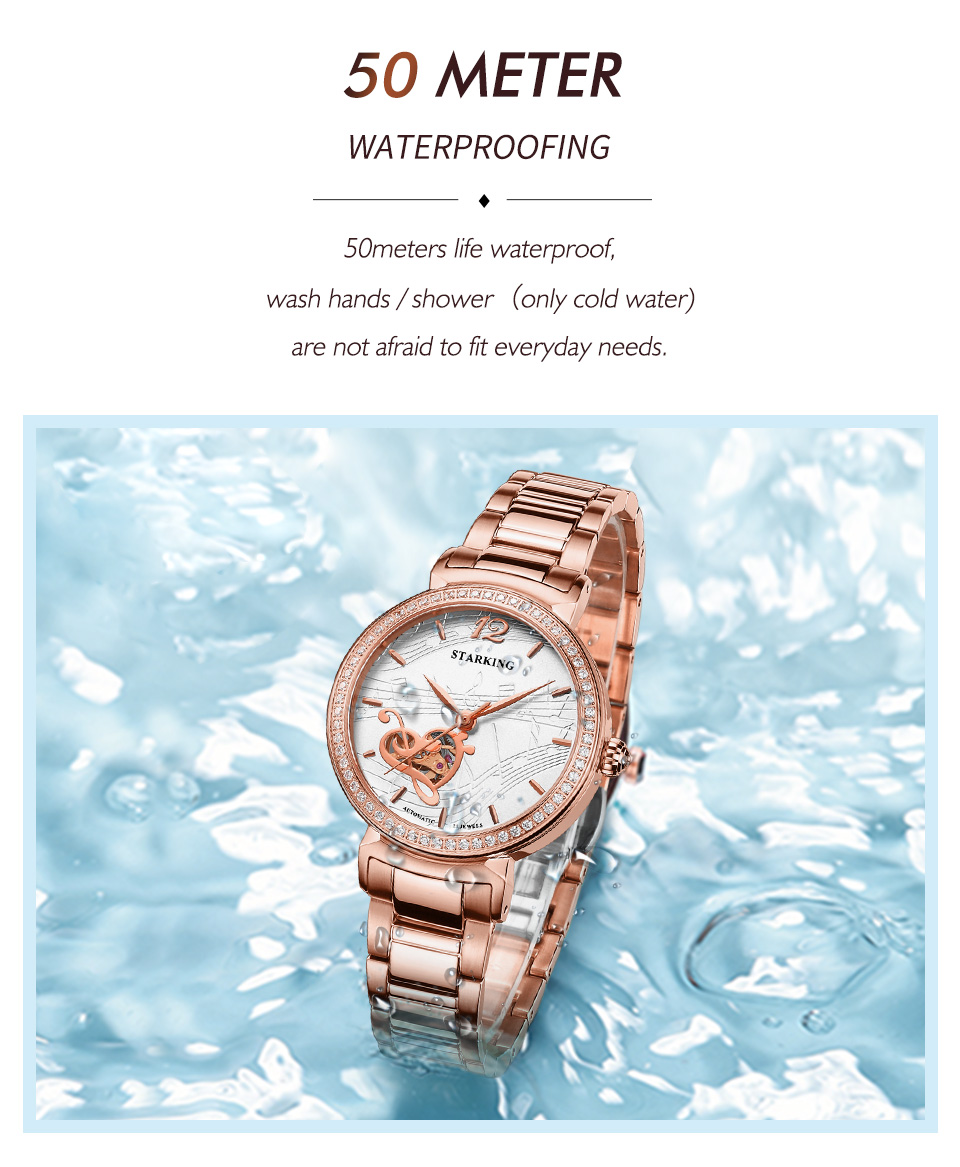 50 METER
WATERPROOFING
50meters life waterproof,
wash hands / shower（only cold water)
are not afraid to fit everyday needs.
12
STARKING
AUTOMATIC
JEWELS